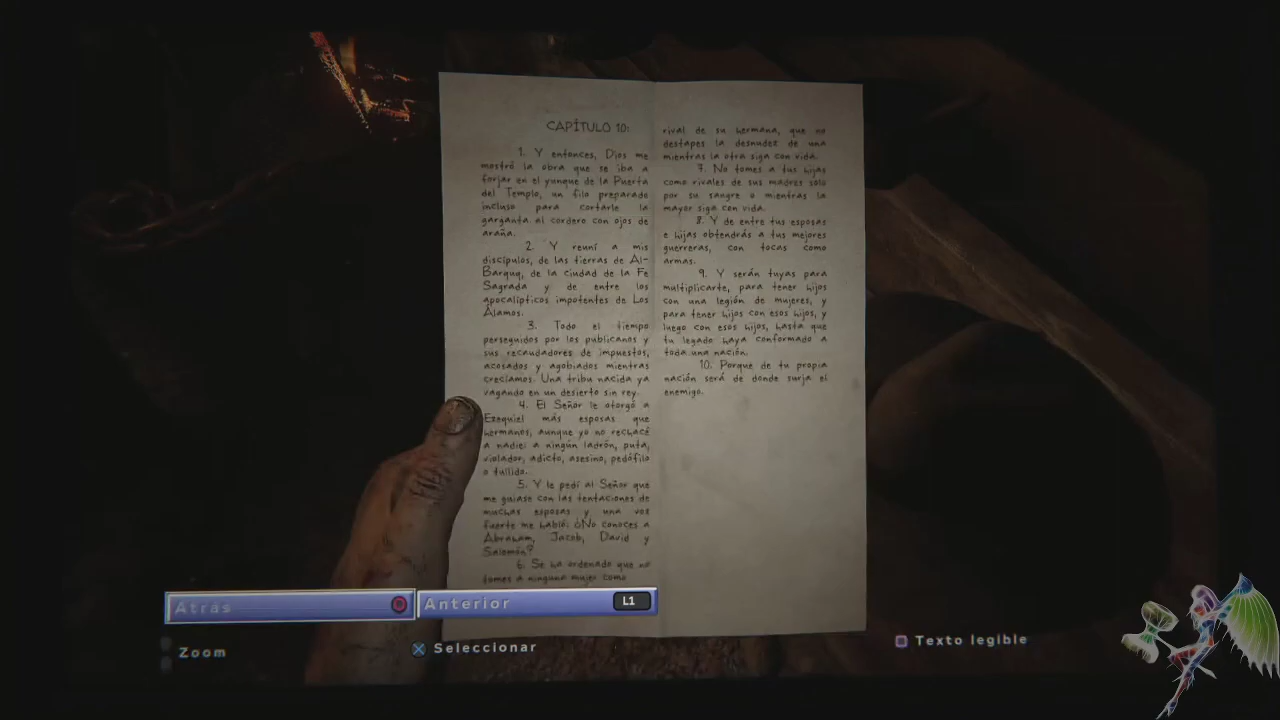 CAPÍTULO 10:
1. Y entonces, Dios me
mostró la obra que se iba a
forjar en el yunque de la Puerta
del Templo, un filo preparado
incluso para cortarle la
garganta al cordero con ojos de
araña.
2. Y reuní a mis
discípulos, de las tierras de Al-
Barquq, de la ciudad de la Fe
Sagrada y de entre los
apocalípticos impotentes de Los
Álamos.
3. Todo el tiempo
perseguidos por los publicanos y
sus recaudadores de impuestos,
acosados y agobiados mientras
crecíamos. Una tribu nacida ya
vagando en un desierto sin rey.
4. El Señor le otorgó a
Ezequiel más esposas que
hermanos, aunque yo no rechacé
a nadie: a ningún ladrón, puta,
violador, adicto, asesino, pedófilo
o tullido.
5. Y le pedí al Señor que
me guiase con las tentaciones de
muchas esposas y una voz
fuerte me habló: ¿No conoces a
Abraham, Jacob, David y
Salomón?
6. Se ha ordenado que no
tomes a ninguna mujer como
rival de su hermana, que no
destapes la desnudez de una
mientras la otra siga con vida.
7. No tomes a tus hijas
como rivales de sus madres sólo
por su sangre o mientras la
mayor siga con vida.
8. Y de entre tus esposas
e hijas obtendrás a tus mejores
guerreras, con tocas como
armas.
9. Y serán tuyas para
multiplicarte, para tener hijos
con una legión de mujeres, y
para tener hijos con esos hijos, y
luego con esos hijos, hasta que
tu legado haya conformado a
toda una nación.
10. Porque de tu propia
nación será de donde surja el
enemigo.
Atrás
Anterior L1
Zoom
Seleccionar
Texto legible